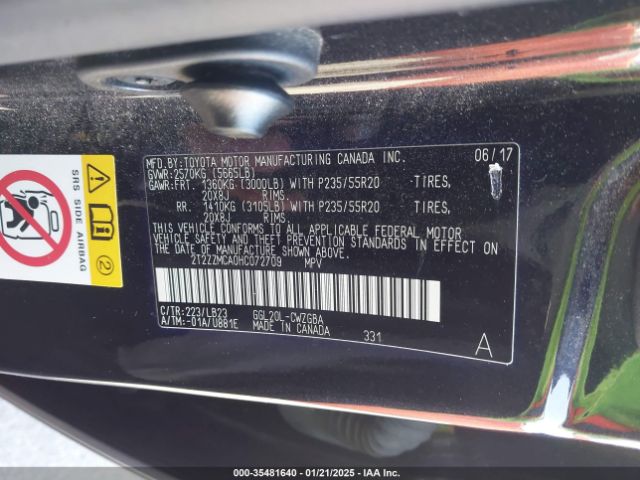 MFD.BY:TOYOTA MOTOR MANUFACTURING CANADA INC. 06/17
GVWR:2570KG (5665LB)
GAWR:FRT. 1360KG (3000LB) WITH P235/55R20 TIRES,
20X8J RIMS
RR. 1410KG (3105LB) WITH P235/55R20 TIRES,
20X8J RIMS
THIS VEHICLE CONFORMS TO ALL APPLICABLE FEDERAL MOTOR
VEHICLE SAFETY AND THEFT PREVENTION STANDARDS IN EFFECT
ON THE DATE OF MANUFACTURE SHOWN ABOVE.
2T2ZZMCA0HC072709 MPV
C/TR:223/LB23 GGL20L-CWZGBA
A/TM:-01A/U881E MADE IN CANADA 331 A
SRS SIDE AIRBAG
2
000-35481640 - 01/21/2025 - IAA Inc.